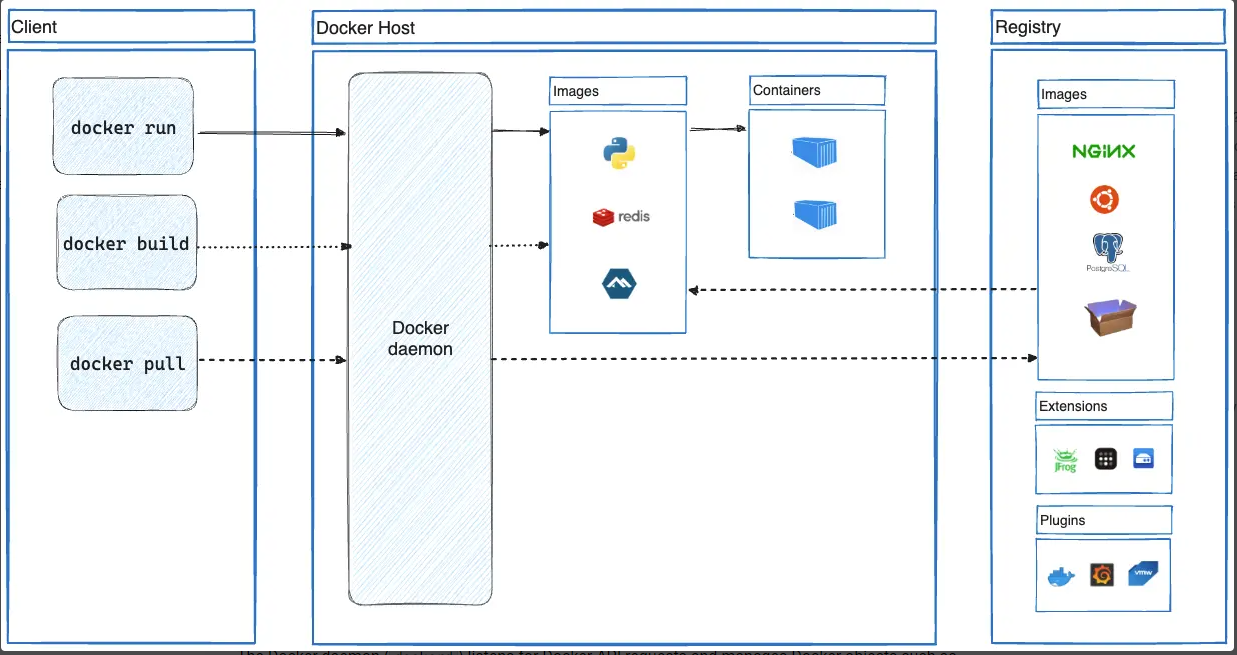 Client
docker run
docker build
docker pull
Docker Host
Docker
daemon
Images
redis
Containers
Registry
Images
NGINX
PostgreSQL
Extensions
JFrog
Plugins
vmw